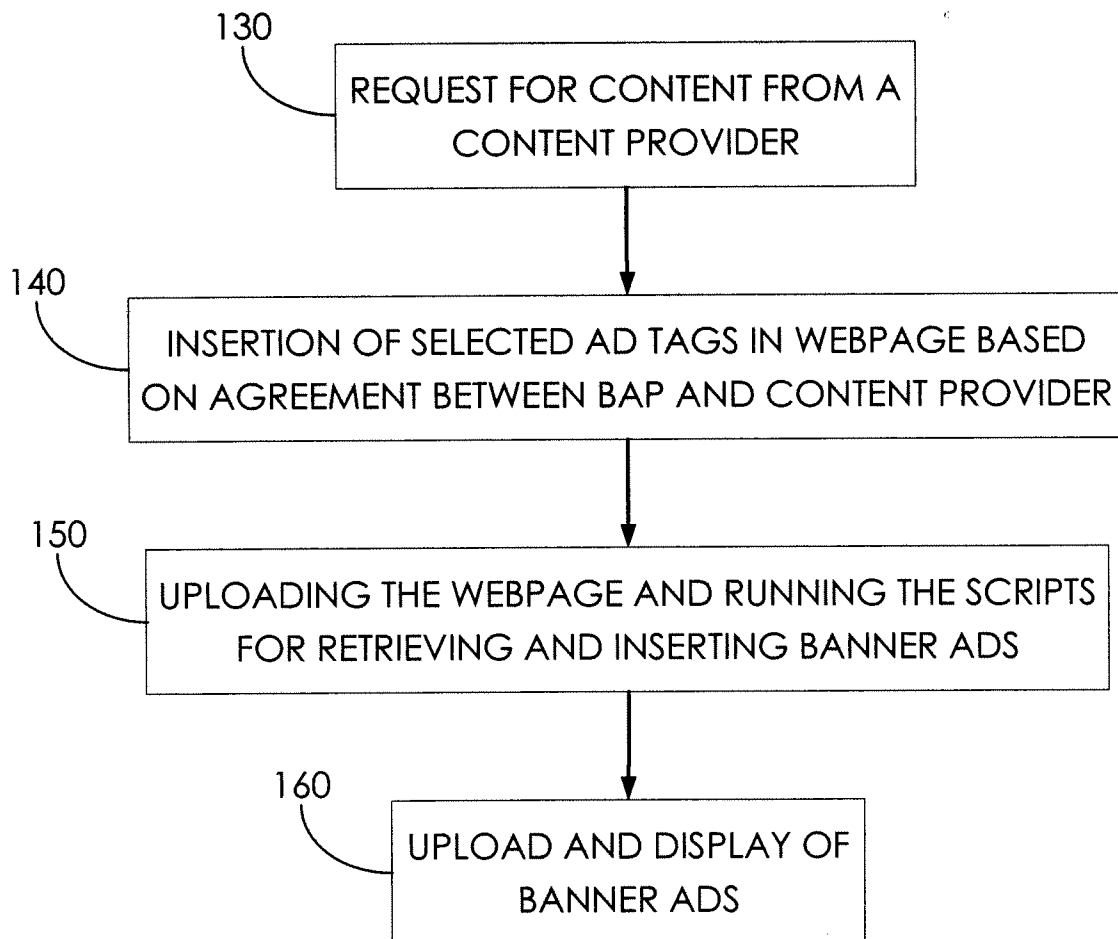 130
REQUEST FOR CONTENT FROM A
CONTENT PROVIDER
140
INSERTION OF SELECTED AD TAGS IN WEBPAGE BASED
ON AGREEMENT BETWEEN BAP AND CONTENT PROVIDER
150
UPLOADING THE WEBPAGE AND RUNNING THE SCRIPTS
FOR RETRIEVING AND INSERTING BANNER ADS
160
UPLOAD AND DISPLAY OF
BANNER ADS